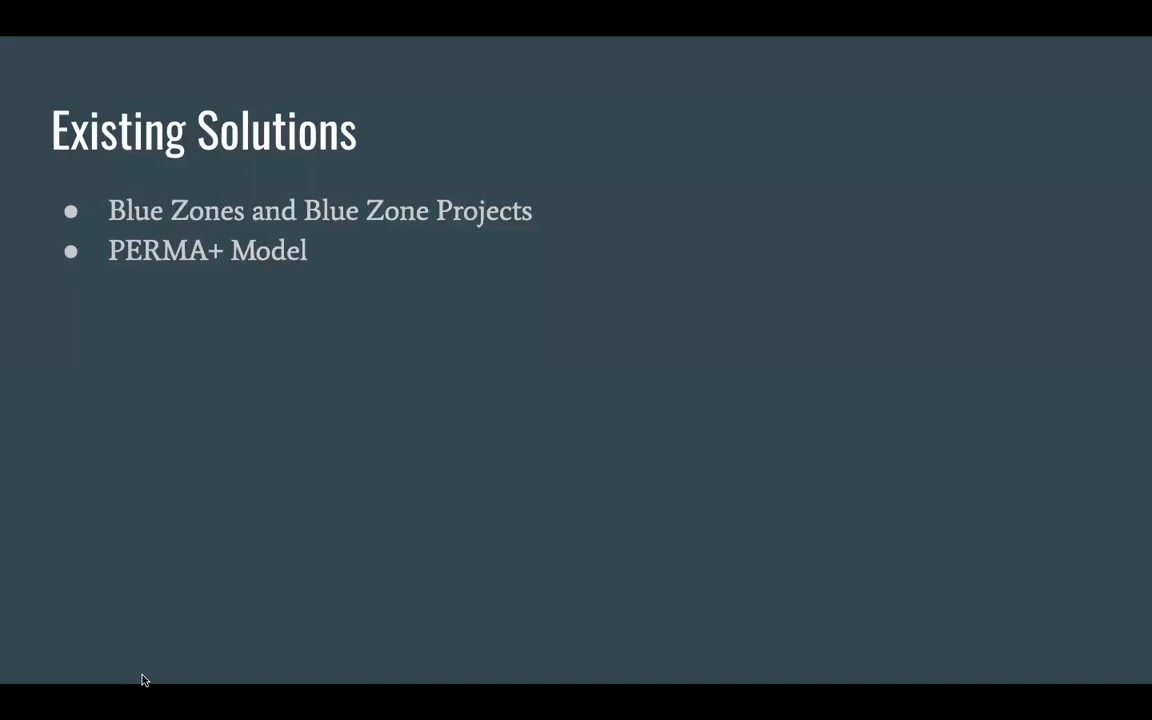 Existing Solutions
● Blue Zones and Blue Zone Projects
● PERMA+ Model